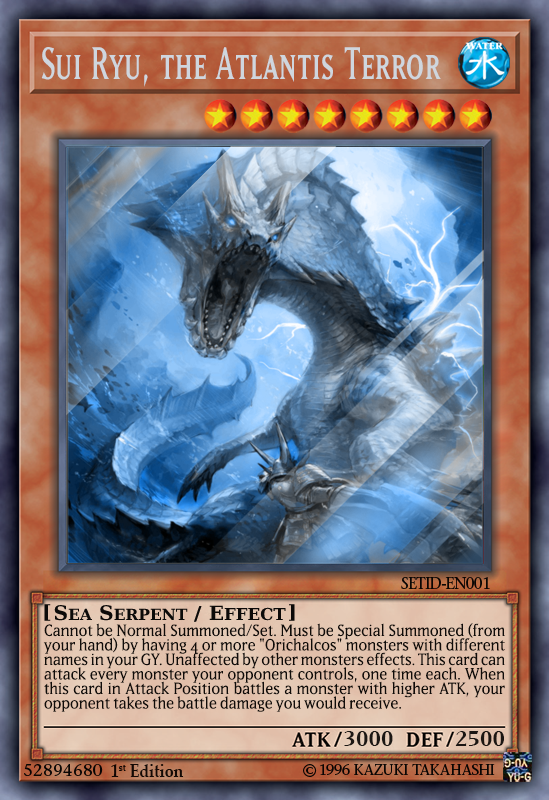 Sui Ryu, the Atlantis Terror
WATER
水
SETID-EN001
[Sea Serpent / Effect]
Cannot be Normal Summoned/Set. Must be Special Summoned (from
your hand) by having 4 or more "Orichalcos" monsters with different
names in your GY. Unaffected by other monsters effects. This card can
attack every monster your opponent controls, one time each. When
this card in Attack Position battles a monster with higher ATK, your
opponent takes the battle damage you would receive.
ATK/3000 DEF/2500
52894680 1st Edition
© 1996 KAZUKI TAKAHASHI
YU-G
YU-G